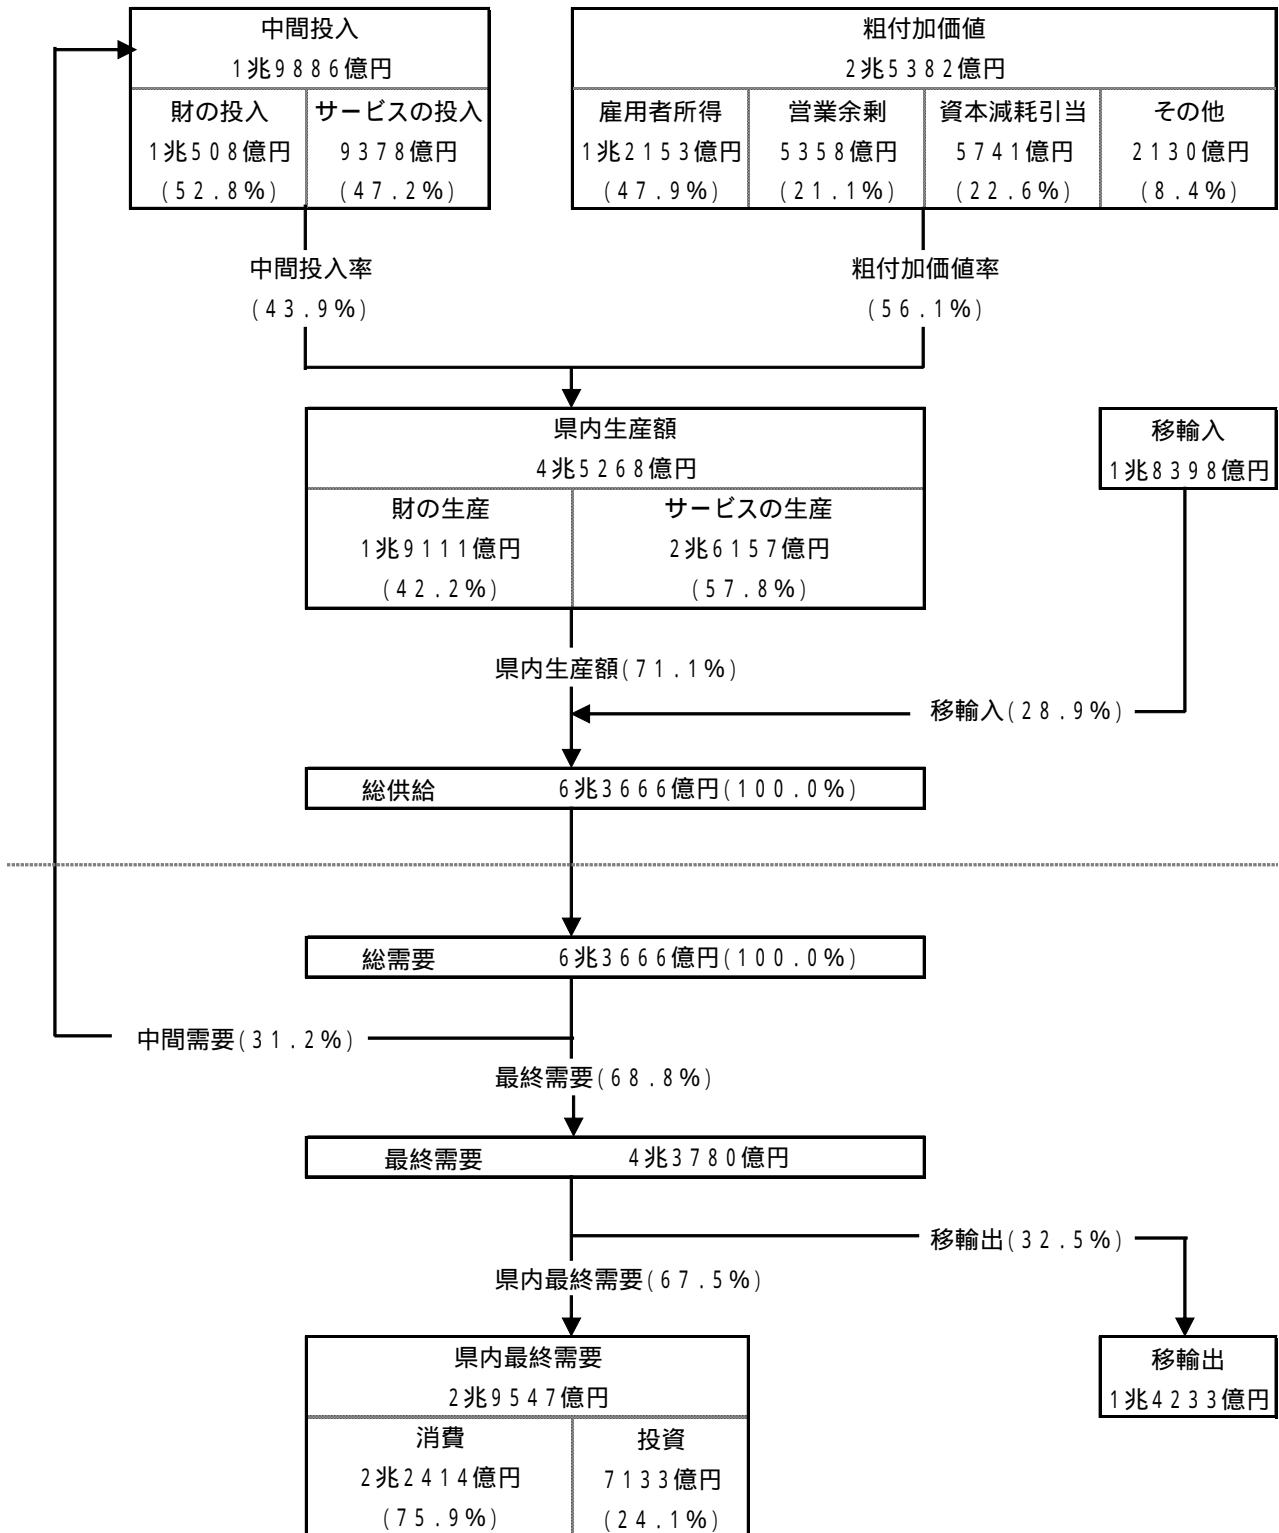 中間投入
1兆9886億円
財の投入
1兆508億円
(52.8%)
サービスの投入
9378億円
(47.2%)
粗付加価値
2兆5382億円
雇用者所得
1兆2153億円
(47.9%)
営業余剰
5358億円
(21.1%)
資本減耗引当
5741億円
(22.6%)
その他
2130億円
(8.4%)
中間投入率
(43.9%)
粗付加価値率
(56.1%)
県内生産額
4兆5268億円
財の生産
1兆9111億円
(42.2%)
サービスの生産
2兆6157億円
(57.8%)
移輸入
1兆8398億円
県内生産額(71.1%)
移輸入(28.9%)
総供給 6兆3666億円(100.0%)
総需要 6兆3666億円(100.0%)
中間需要(31.2%)
最終需要(68.8%)
最終需要 4兆3780億円
移輸出(32.5%)
県内最終需要(67.5%)
県内最終需要
2兆9547億円
消費
2兆2414億円
(75.9%)
投資
7133億円
(24.1%)
移輸出
1兆4233億円